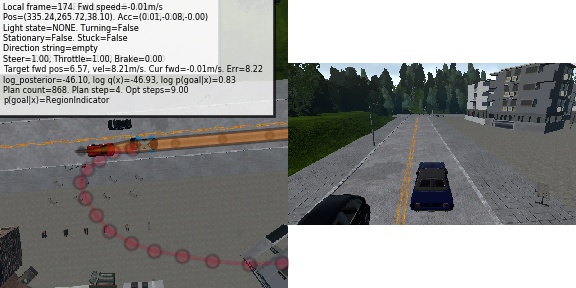 Local frame=174. Fwd speed=-0.01m/s
Pos=(335.24,265.72,38.10). Acc=(0.01;-0.08;-0.00)
Light state=NONE. Turning=False
Stationary=False. Stuck=False
Direction string=empty
Steer=1.00, Throttle=1.00, Brake=0.00
Target fwd pos=6.57, vel=8.21m/s. Cur fwd=-0.01m/s. Err=8.22
log_posterior=-46.10, log q(x)=-46.93, log p(goal|x)=0.83
Plan count=868. Plan step=4. Opt steps=9.00
p(goal|x)=RegionIndicator